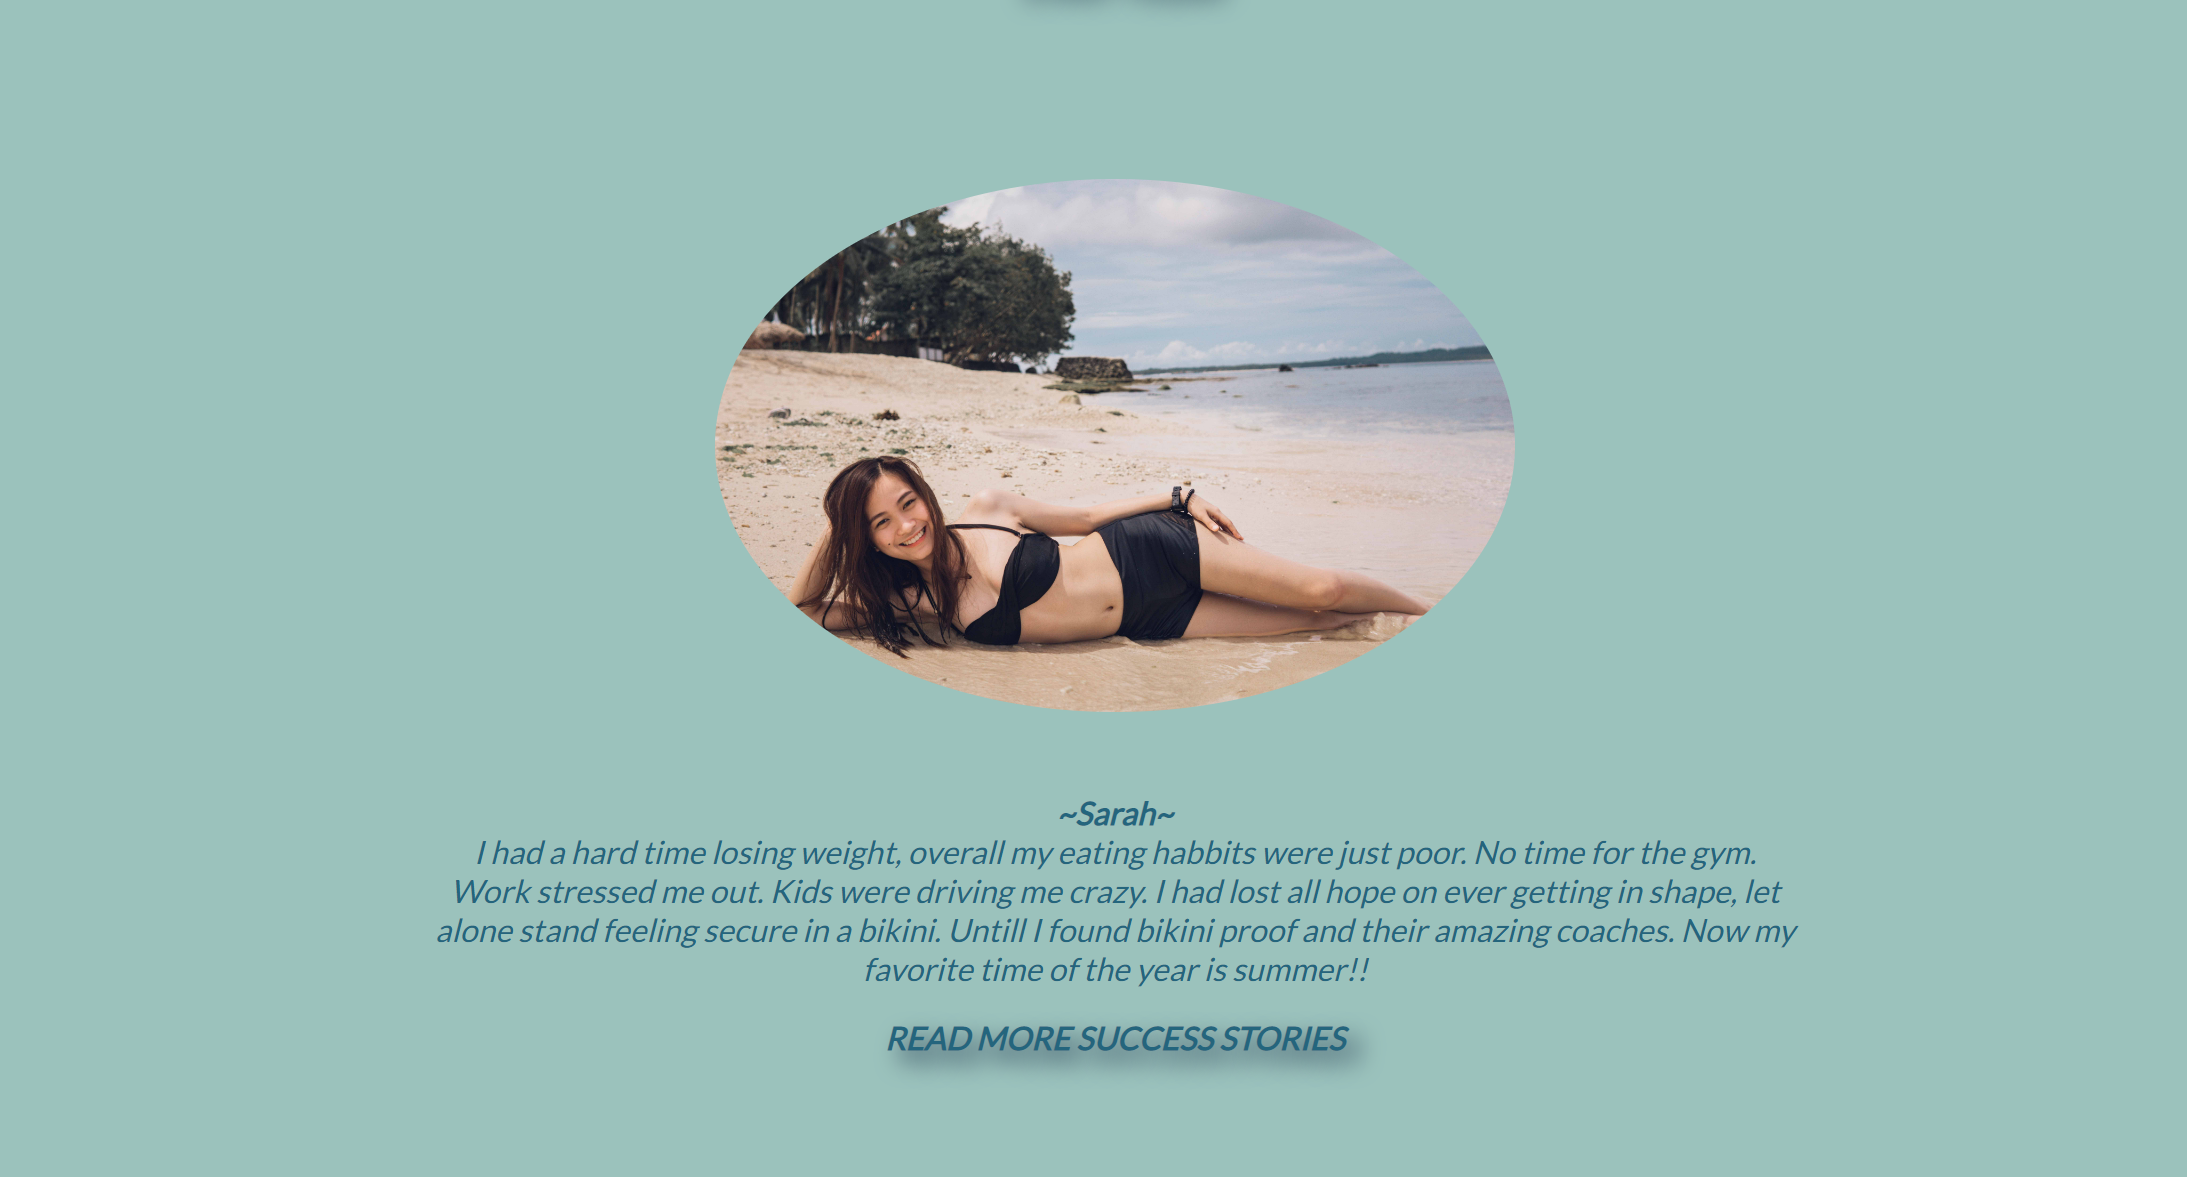 ~Sarah~
I had a hard time losing weight, overall my eating habbits were just poor. No time for the gym.
Work stressed me out. Kids were driving me crazy. I had lost all hope on ever getting in shape, let
alone stand feeling secure in a bikini. Untill I found bikini proof and their amazing coaches. Now my
favorite time of the year is summer!!
READ MORE SUCCESS STORIES